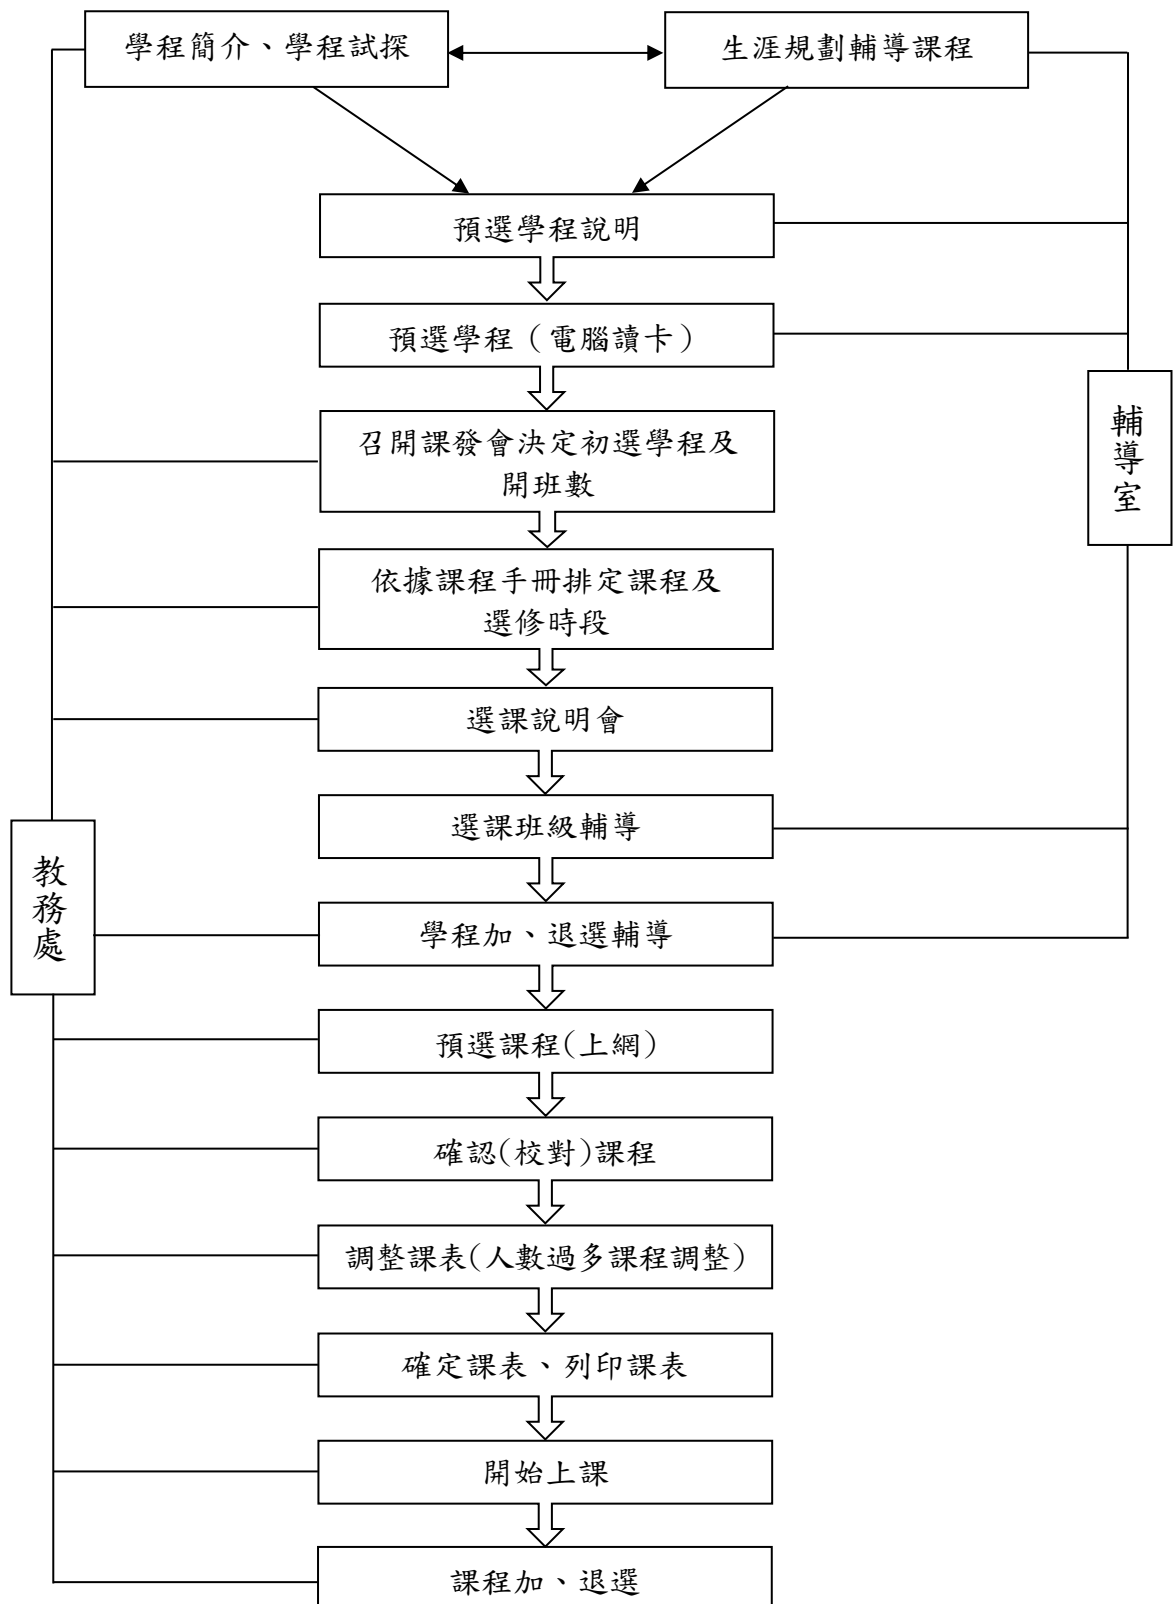 學程簡介、學程試探
生涯規劃輔導課程
預選學程說明
預選學程（電腦讀卡）
召開課發會決定初選學程及
開班數
輔導室
依據課程手冊排定課程及
選修時段
選課說明會
選課班級輔導
教務處
學程加、退選輔導
預選課程(上網)
確認(校對)課程
調整課表(人數過多課程調整)
確定課表、列印課表
開始上課
課程加、退選